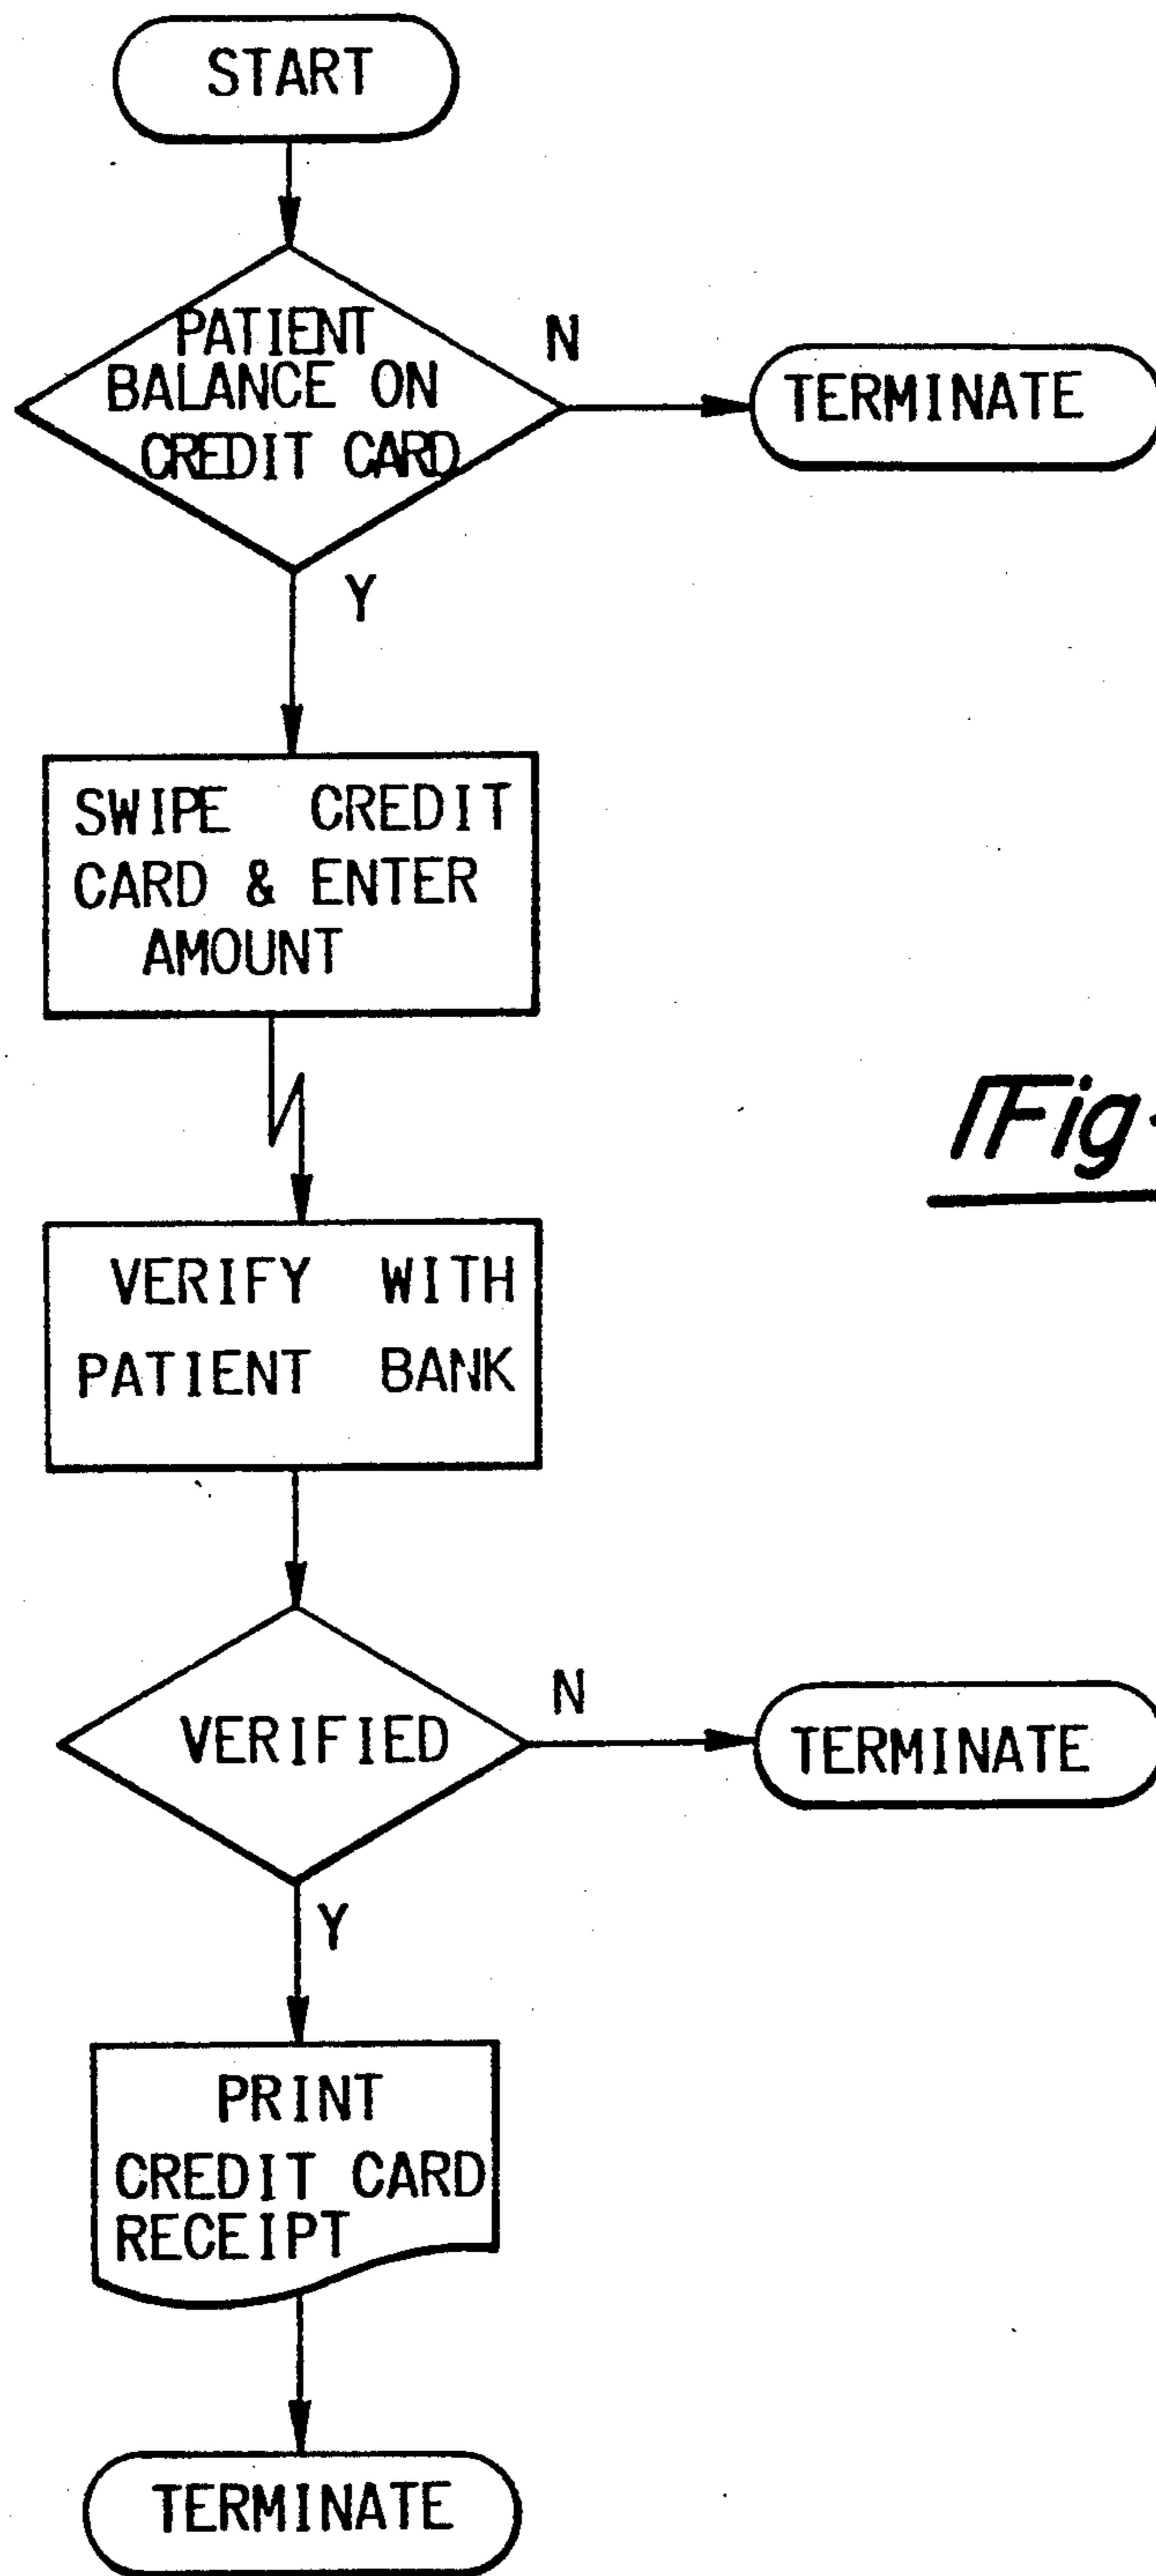 START
PATIENT
BALANCE ON
CREDIT CARD
N
TERMINATE
Y
SWIPE CREDIT
CARD & ENTER
AMOUNT
Fig-
VERIFY WITH
PATIENT BANK
VERIFIED
N
TERMINATE
Y
PRINT
CREDIT CARD
RECEIPT
TERMINATE